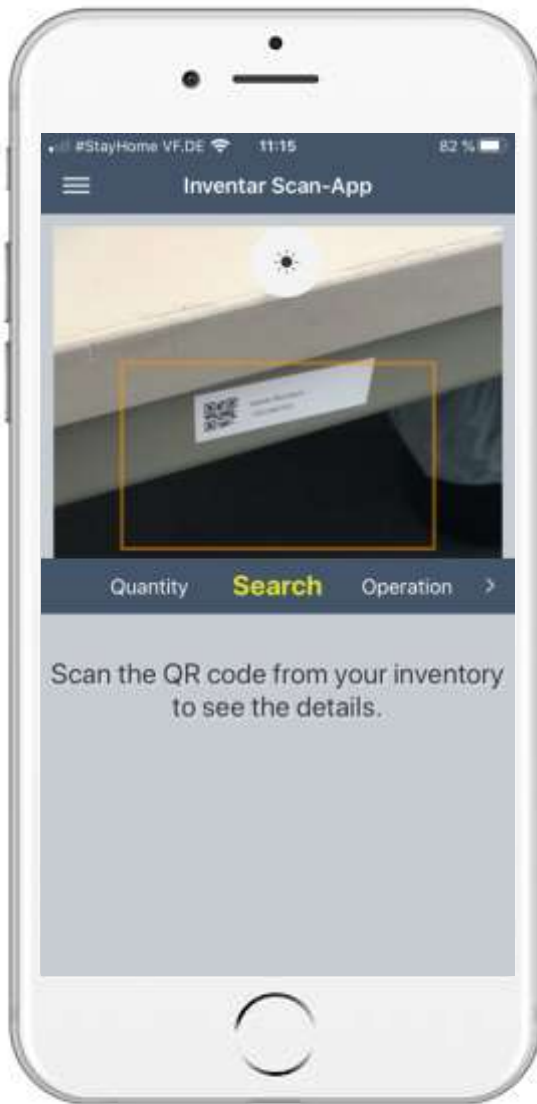 #StayHome VF.DE 11:15 82 %
Inventar Scan-App
Quantity Search Operation >
Scan the QR code from your inventory
to see the details.